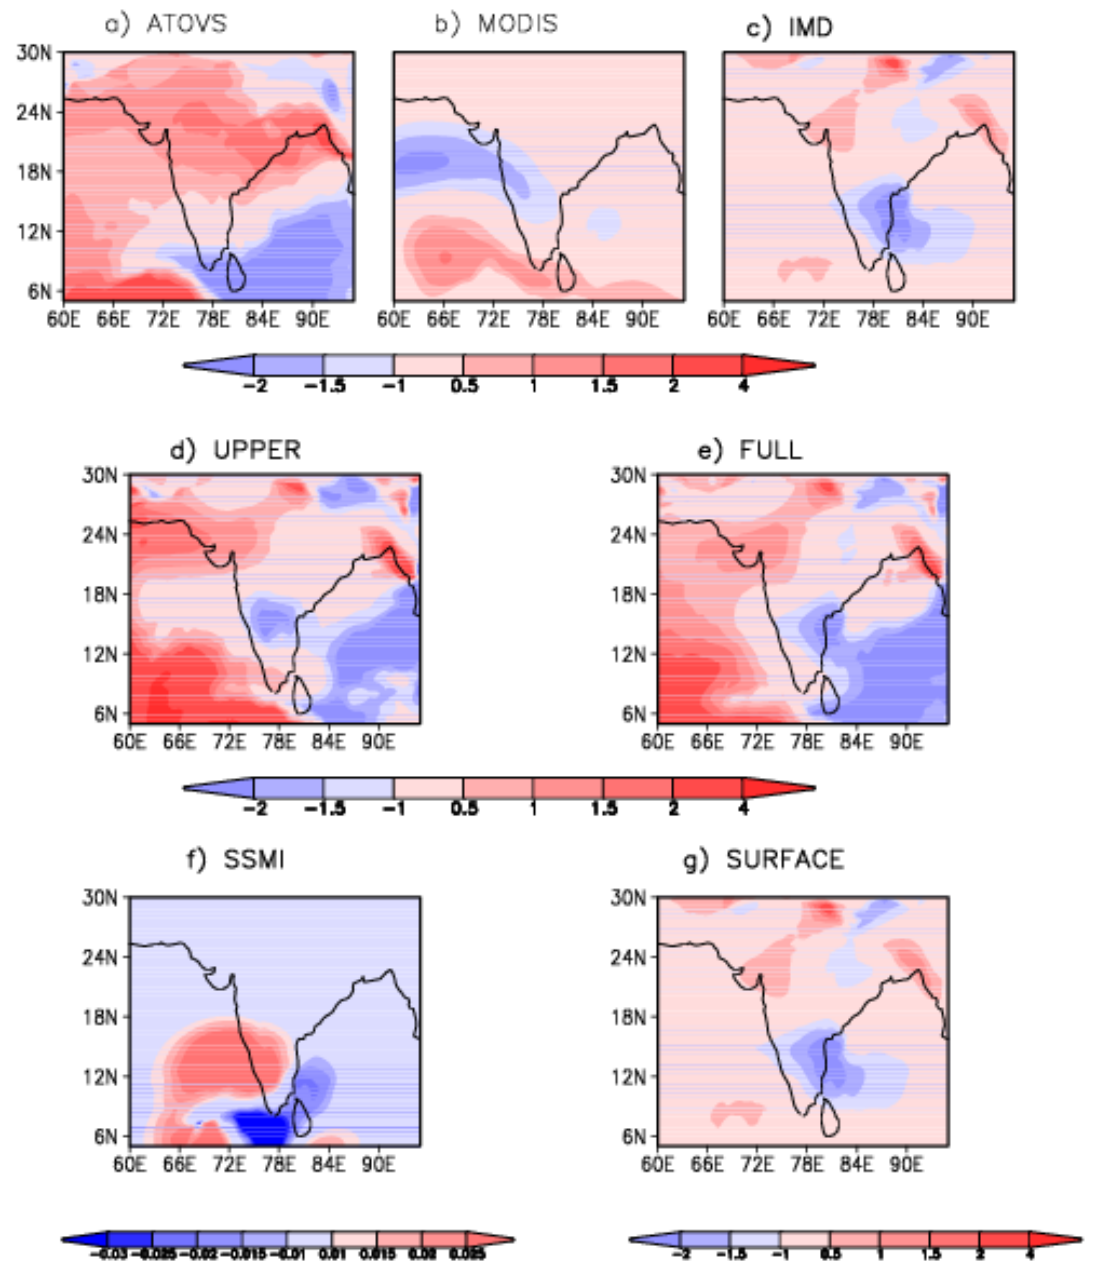 a) ATOVS
b) MODIS
c) IMD
30N
24N
18N
12N
6N
60E 66E 72E 78E 84E 90E
60E 66E 72E 78E 84E 90E
60E 66E 72E 78E 84E 90E
-2 -1.5 -1 0.5 1 1.5 2 4
d) UPPER
e) FULL
30N
24N
18N
12N
6N
60E 66E 72E 78E 84E 90E
30N
24N
18N
12N
6N
60E 66E 72E 78E 84E 90E
-2 -1.5 -1 0.5 1 1.5 2 4
f) SSMI
g) SURFACE
30N
24N
18N
12N
6N
60E 66E 72E 78E 84E 90E
30N
24N
18N
12N
6N
60E 66E 72E 78E 84E 90E
-0.03 -0.025 -0.02 -0.015 -0.01 0.01 0.015 0.02 0.025
-2 -1.5 -1 0.5 1 1.5 2 4